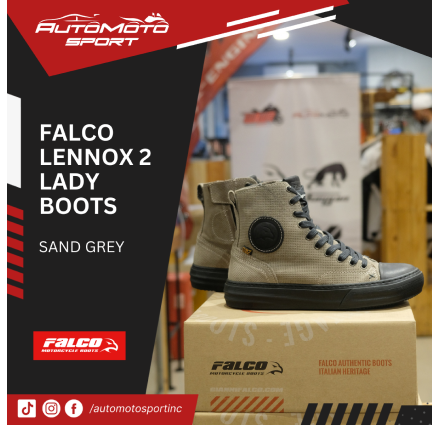 AUTOMOTO
SPORT
FALCO
LENNOX 2
LADY
BOOTS
SAND GREY
FALCO
MOTORCYCLE BOOTS
FALCO
MOTORCYCLE BOOTS
FALCO AUTHENTIC BOOTS
ITALIAN HERITAGE
/automotosportinc